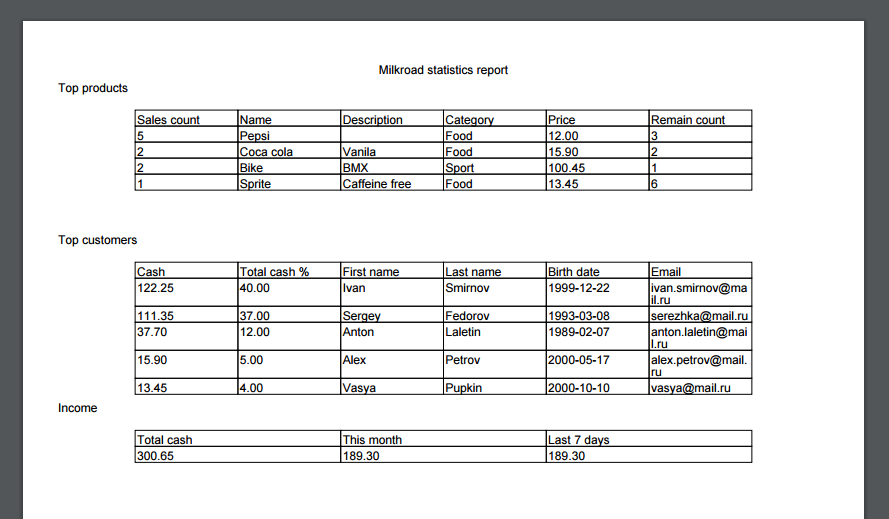 Milkroad statistics report
Top products
Sales count Name Description Category Price Remain count
5 Pepsi Food 12.00 3
2 Coca cola Vanila Food 15.90 2
2 Bike BMX Sport 100.45 1
1 Sprite Caffeine free Food 13.45 6
Top customers
Cash Total cash % First name Last name Birth date Email
122.25 40.00 Ivan Smirnov 1999-12-22 ivan.smirnov@ma
il.ru
111.35 37.00 Sergey Fedorov 1993-03-08 serezhka@mail.ru
37.70 12.00 Anton Laletin 1989-02-07 anton.laletin@mai
l.ru
15.90 5.00 Alex Petrov 2000-05-17 alex.petrov@mail.
ru
13.45 4.00 Vasya Pupkin 2000-10-10 vasya@mail.ru
Income
Total cash This month Last 7 days
300.65 189.30 189.30